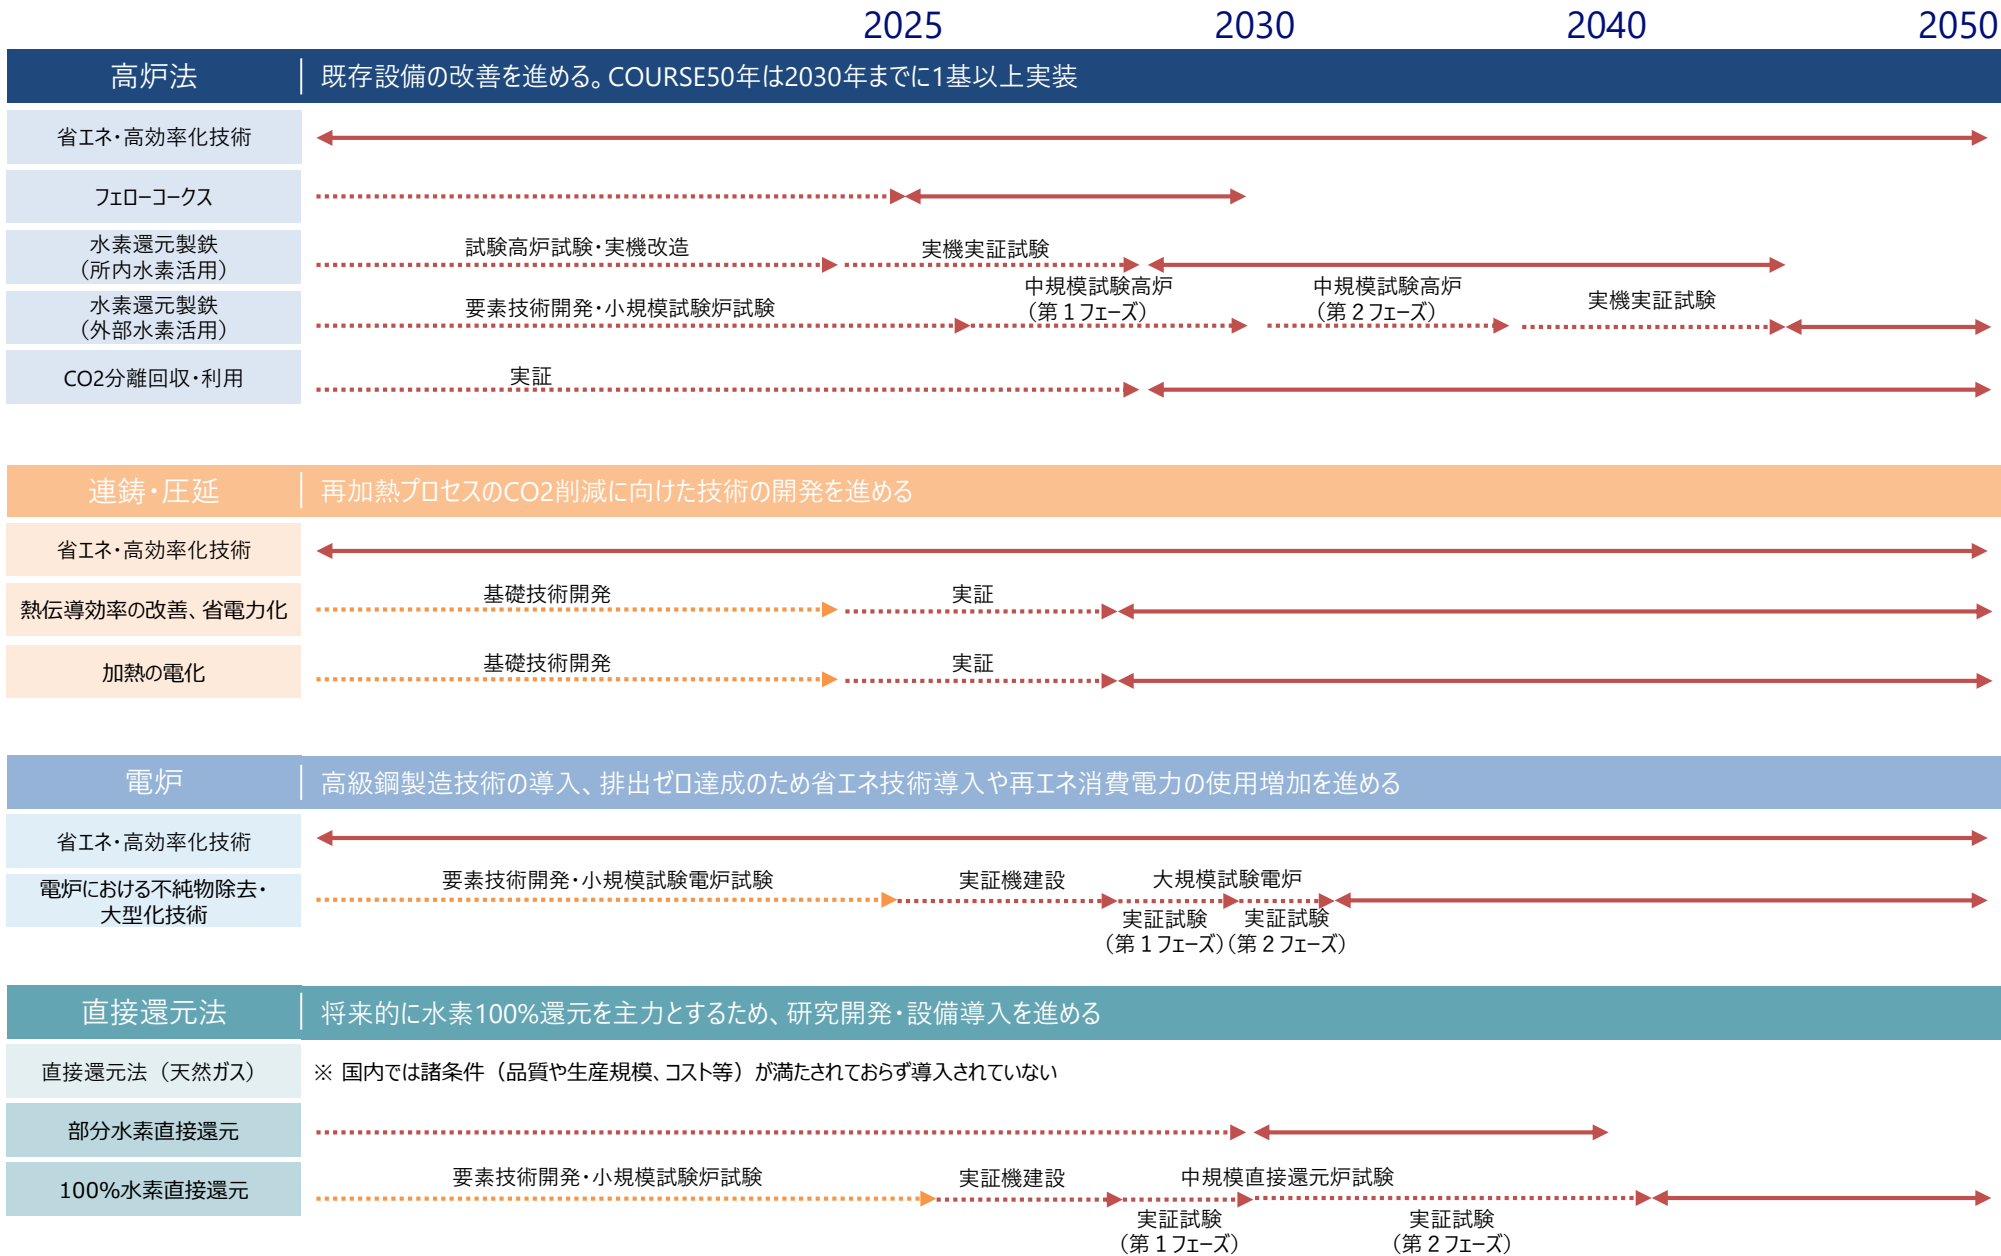 2025 2030 2040 2050
高炉法 既存設備の改善を進める。COURSE50年は2030年までに1基以上実装
省エネ・高効率化技術
フェローコークス
水素還元製鉄
（所内水素活用）
試験高炉試験・実機改造 実機実証試験
水素還元製鉄
（外部水素活用）
要素技術開発・小規模試験炉試験
中規模試験高炉
（第１フェーズ）
中規模試験高炉
（第２フェーズ）
実機実証試験
CO2分離回収・利用 実証
連鋳・圧延 再加熱プロセスのCO2削減に向けた技術の開発を進める
省エネ・高効率化技術
熱伝導効率の改善、省電力化 基礎技術開発 実証
加熱の電化 基礎技術開発 実証
電炉 高級鋼製造技術の導入、排出ゼロ達成のため省エネ技術導入や再エネ消費電力の使用増加を進める
省エネ・高効率化技術
電炉における不純物除去・
大型化技術
要素技術開発・小規模試験電炉試験 実証機建設 大規模試験電炉
実証試験
（第１フェーズ）
実証試験
（第２フェーズ）
直接還元法 将来的に水素100%還元を主力とするため、研究開発・設備導入を進める
直接還元法（天然ガス） ※ 国内では諸条件（品質や生産規模、コスト等）が満たされておらず導入されていない
部分水素直接還元
100%水素直接還元 要素技術開発・小規模試験炉試験 実証機建設 中規模直接還元炉試験
実証試験
（第１フェーズ）
実証試験
（第２フェーズ）